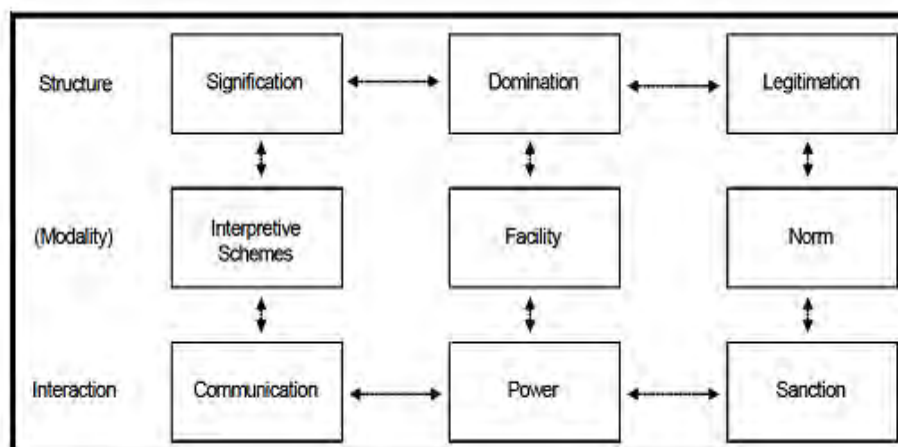 Structure
Signification
Domination
Legitimation
(Modality)
Interpretive
Schemes
Facility
Norm
Interaction
Communication
Power
Sanction